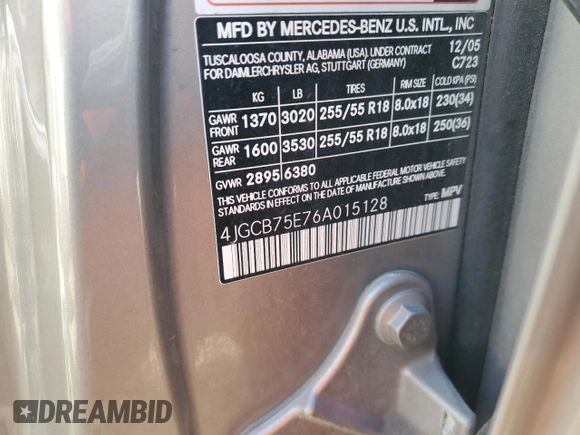 MFD BY MERCEDES-BENZ U.S. INTL., INC
TUSCALOOSA COUNTY, ALABAMA (USA). UNDER CONTRACT 12/05
FOR DAIMLERCHRYSLER AG, STUTTGART (GERMANY) C723
KG LB TIRES RIM SIZE COLD KPA (PSI)
GAWR FRONT 1370 3020 255/55 R18 8.0x18 230(34)
GAWR REAR 1600 3530 255/55 R18 8.0x18 250(36)
GVWR 2895 6380
THIS VEHICLE CONFORMS TO ALL APPLICABLE FEDERAL MOTOR VEHICLE SAFETY
STANDARDS IN EFFECT ON THE DATE OF MANUFACTURE SHOWN ABOVE.
4JGCB75E76A015128 TYPE: MPV
DREAMBID